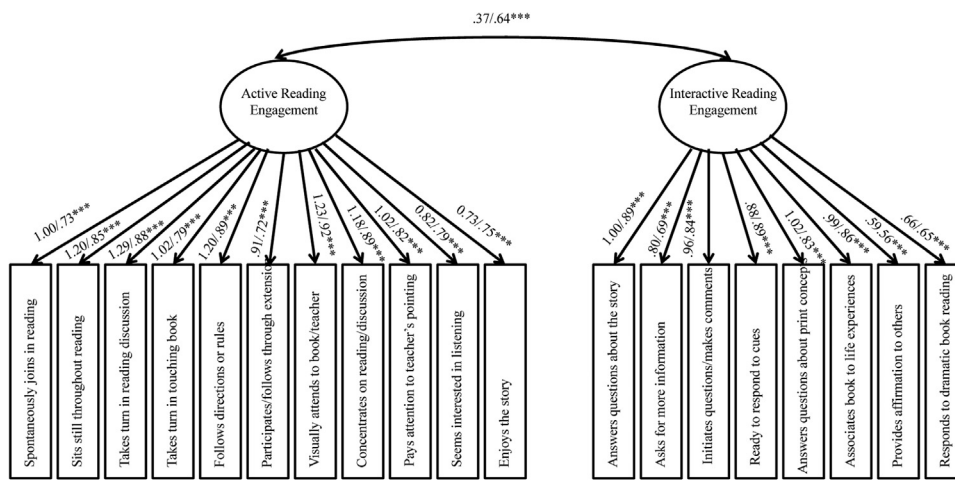 .37/.64***
Active Reading
Engagement
Interactive Reading
Engagement
1.00/.73***
1.20/.85***
1.29/.88***
1.02/.79***
1.20/.89***
.91/.72***
1.23/.92***
1.18/.89***
1.02/.82***
0.82/.79***
0.73/.75***
1.00/.89***
.80/.69***
.96/.84***
.88/.89***
1.02/.83***
.99/.86***
.59.56***
.66/.65***
Spontaneously joins in reading
Sits still throughout reading
Takes turn in reading discussion
Takes turn in touching book
Follows directions or rules
Participates/follows through extension
Visually attends to book/teacher
Concentrates on reading/discussion
Pays attention to teacher's pointing
Seems interested in listening
Enjoys the story
Answers questions about the story
Asks for more information
Initiates questions/makes comments
Ready to respond to cues
Answers questions about print concepts
Associates book to life experiences
Provides affirmation to others
Responds to dramatic book reading